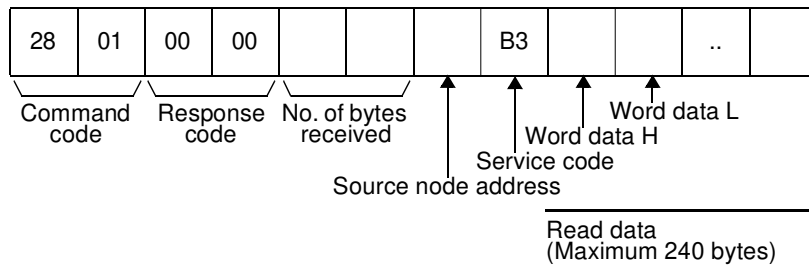 28 01 00 00 B3 ..
Command code
Response code
No. of bytes received
Word data L
Word data H
Service code
Source node address
Read data
(Maximum 240 bytes)